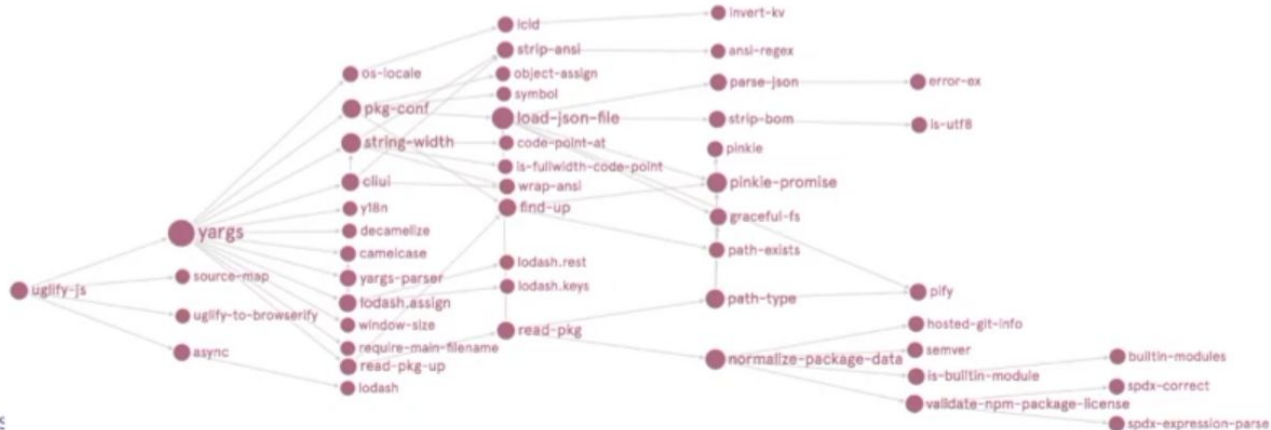 uglify-js
yargs
source-map
uglify-to-browserify
async
os-locale
pkg-conf
string-width
cliui
y18n
decamelize
camelcase
yargs-parser
lodash.assign
window-size
require-main-filename
read-pkg-up
lodash
lcid
strip-ansi
object-assign
symbol
load-json-file
code-point-at
is-fullwidth-code-point
wrap-ansi
find-up
lodash.rest
lodash.keys
read-pkg
invert-kv
ansi-regex
parse-json
strip-bom
pinkie
pinkie-promise
graceful-fs
path-exists
path-type
normalize-package-data
error-ex
is-utf8
pify
hosted-git-info
semver
is-builtin-module
validate-npm-package-license
builtin-modules
spdx-correct
spdx-expression-parse